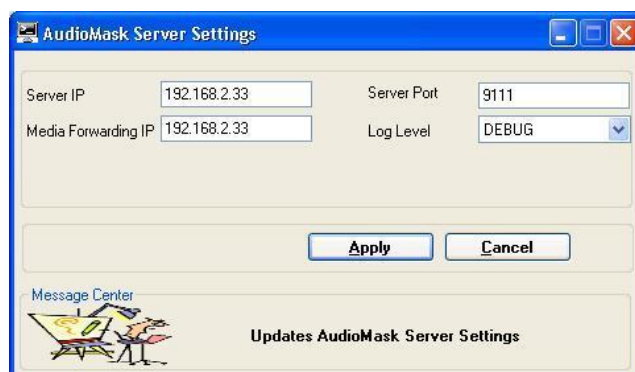 AudioMask Server Settings
Server IP 192.168.2.33 Server Port 9111
Media Forwarding IP 192.168.2.33 Log Level DEBUG
Apply Cancel
Message Center
Updates AudioMask Server Settings